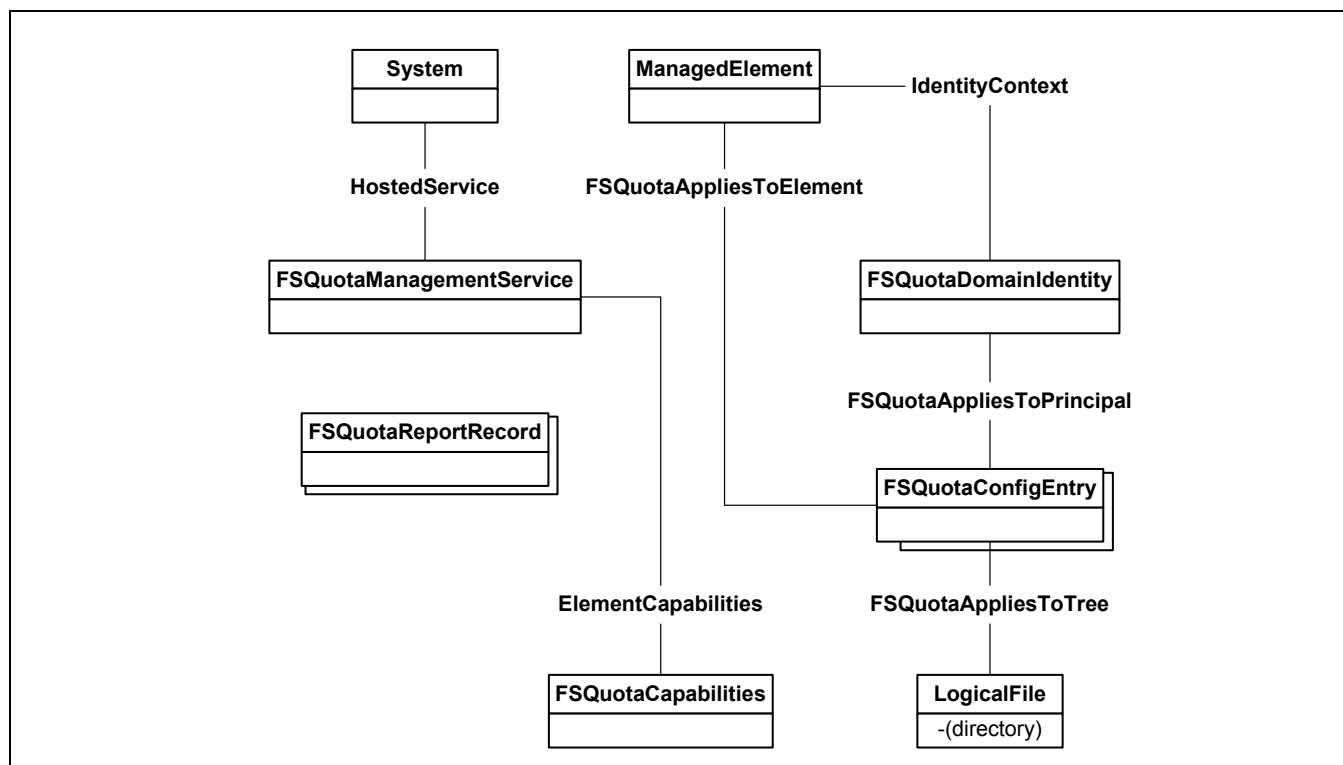 System
ManagedElement
IdentityContext
HostedService
FSQuotaAppliesToElement
FSQuotaManagementService
FSQuotaDomainIdentity
FSQuotaAppliesToPrincipal
FSQuotaReportRecord
FSQuotaConfigEntry
ElementCapabilities
FSQuotaAppliesToTree
FSQuotaCapabilities
LogicalFile
-(directory)